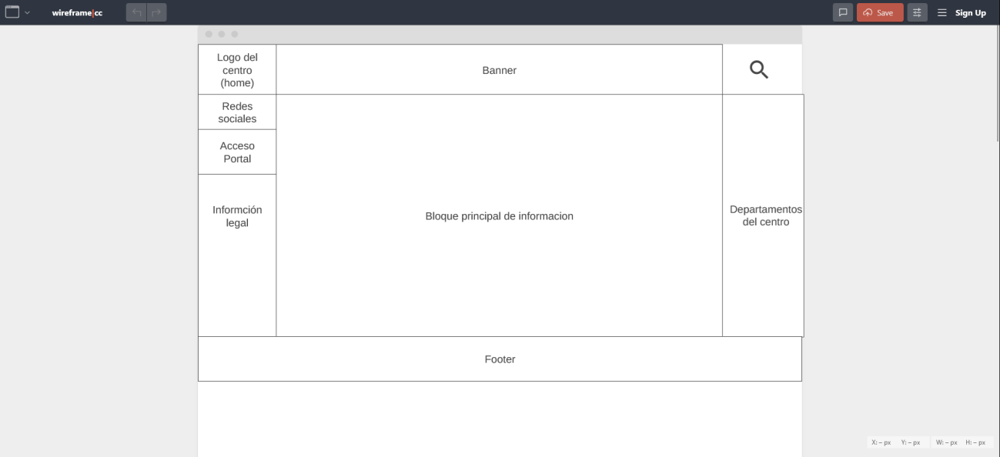 wireframe|cc
Save
Sign Up
Logo del
centro
(home)
Banner
Redes
sociales
Acceso
Portal
Informción
legal
Bloque principal de informacion
Departamentos
del centro
Footer
X: – px Y: – px W: – px H: – px